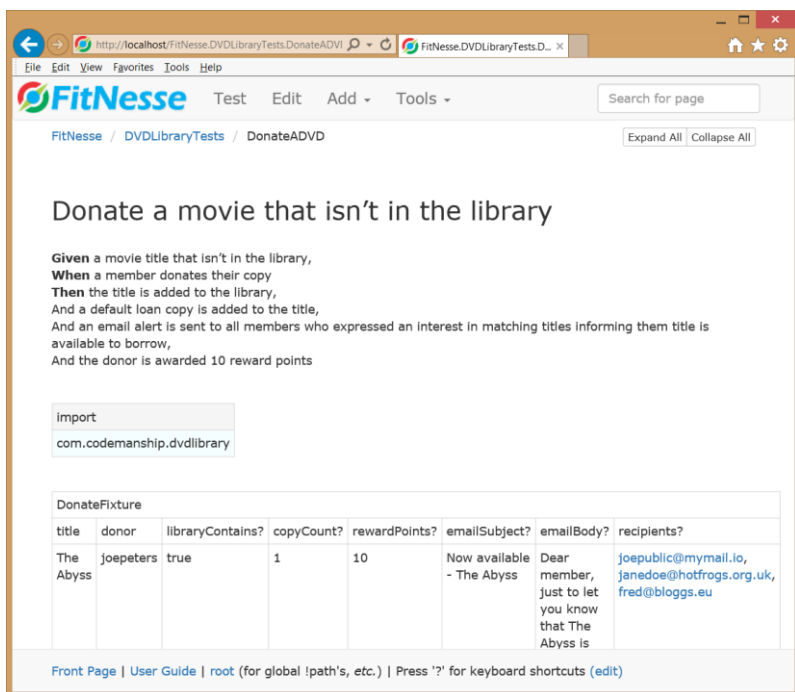 http://localhost/FitNesse.DVDLibraryTests.DonateADVI
FitNesse.DVDLibraryTests.D...
File Edit View Favorites Tools Help
FitNesse Test Edit Add Tools Search for page
FitNesse / DVDLibraryTests / DonateADVD Expand All Collapse All
Donate a movie that isn't in the library
Given a movie title that isn't in the library,
When a member donates their copy
Then the title is added to the library,
And a default loan copy is added to the title,
And an email alert is sent to all members who expressed an interest in matching titles informing them title is
available to borrow,
And the donor is awarded 10 reward points
import
com.codemanship.dvdlibrary
DonateFixture
title donor libraryContains? copyCount? rewardPoints? emailSubject? emailBody? recipients?
The joepeters true 1 10 Now available Dear joepublic@mymail.io,
Abyss - The Abyss member, janedoe@hotfrogs.org.uk,
just to let fred@bloggs.eu
you know
that The
Abyss is
Front Page | User Guide | root (for global !path's, etc.) | Press '?' for keyboard shortcuts (edit)